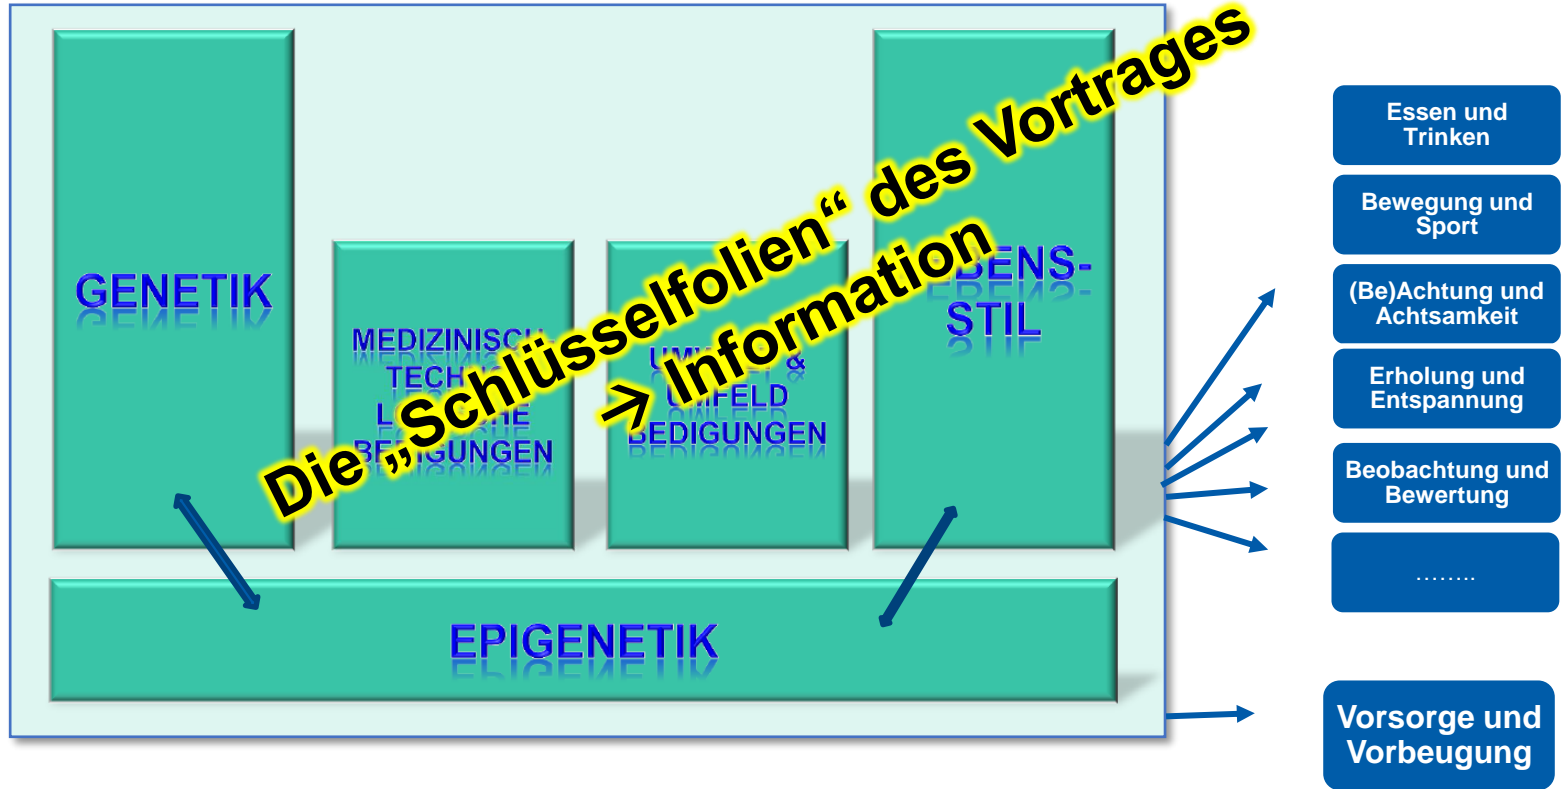 GENETIK
MEDIZINISCH-
BEDIGUNGEN
&
UMFELD
BEDIGUNGEN
STIL
EPIGENETIK
Die „Schlüsselfolien“ des Vortrages
→ Information
Essen und
Trinken
Bewegung und
Sport
(Be)Achtung und
Achtsamkeit
Erholung und
Entspannung
Beobachtung und
Bewertung
........
Vorsorge und
Vorbeugung